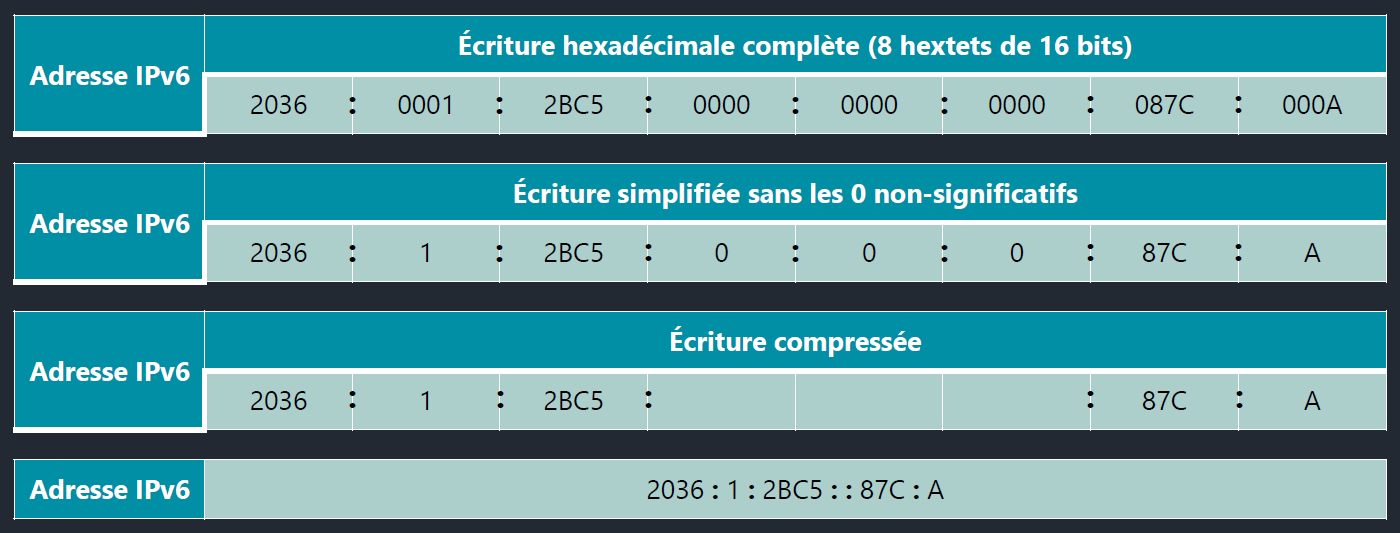 Adresse IPv6
Écriture hexadécimale complète (8 hextets de 16 bits)
2036 : 0001 : 2BC5 : 0000 : 0000 : 0000 : 087C : 000A
Adresse IPv6
Écriture simplifiée sans les 0 non-significatifs
2036 : 1 : 2BC5 : 0 : 0 : 0 : 87C : A
Adresse IPv6
Écriture compressée
2036 : 1 : 2BC5 : : 87C : A
Adresse IPv6
2036 : 1 : 2BC5 : : 87C : A